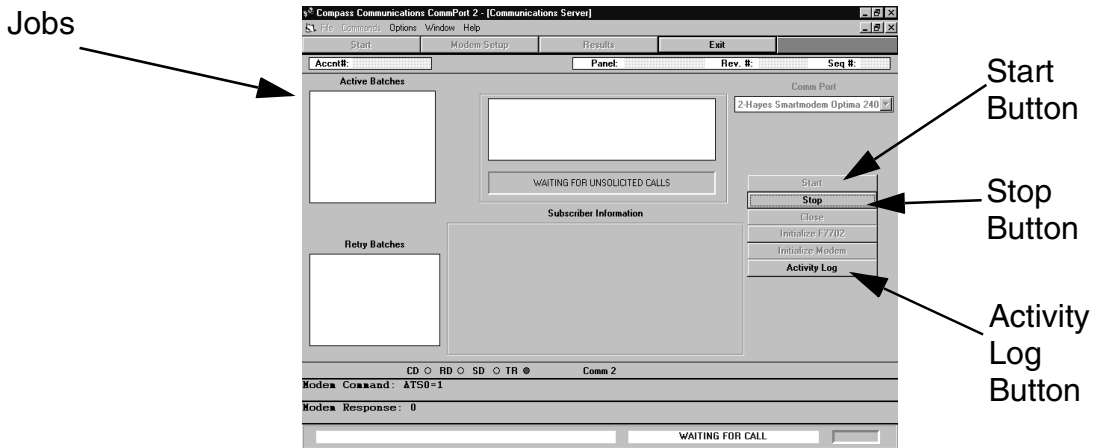 Jobs
Compass Communications CommPort 2 - [Communications Server]
File Commands Options Window Help
Start Modem Setup Results Exit
Accnt#: Panel: Rev. #: Seq #:
Active Batches
Comm Port
2-Hayes Smartmodem Optima 240
Start Button
WAITING FOR UNSOLICITED CALLS
Start
Stop
Close
Initialize F7702
Initialize Modem
Activity Log
Stop Button
Subscriber Information
Retry Batches
Activity Log Button
CD RD SD TR Comm 2
Modem Command: ATS0=1
Modem Response: 0
WAITING FOR CALL